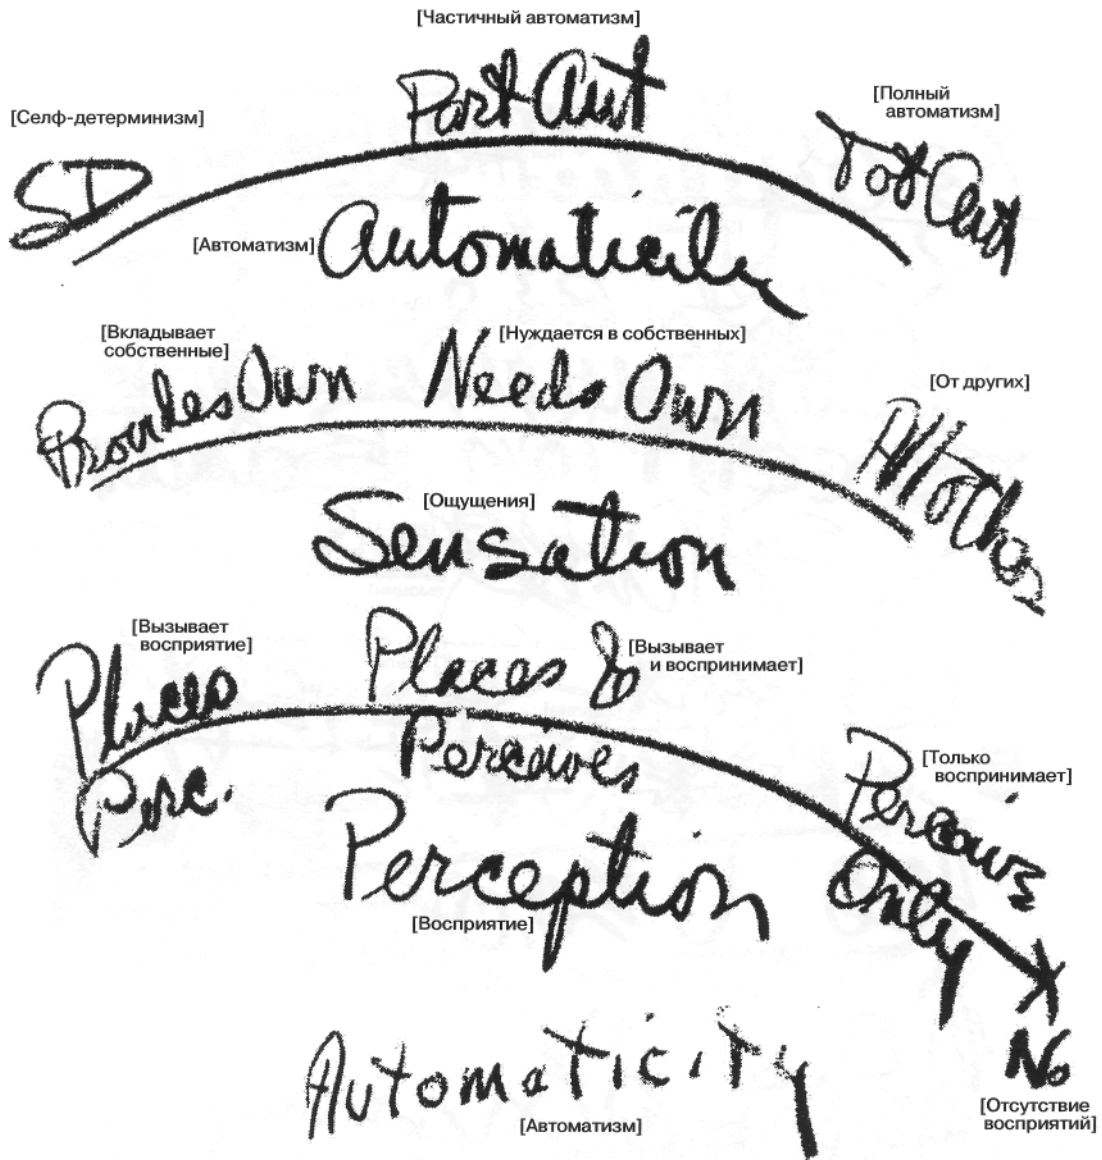 [Частичный автоматизм]
Part Aut
[Селф-детерминизм]
SD
[Полный
автоматизм]
Tot Aut
[Автоматизм]
Automaticity
[Вкладывает
собственные]
Provides Own
[Нуждается в собственных]
Needs Own
[От других]
All Others
[Ощущения]
Sensation
[Вызывает
восприятие]
Places
Perc.
[Вызывает
и воспринимает]
Places &
Perceives
[Только
воспринимает]
Perceives
Only
Perception
[Восприятие]
No
[Отсутствие
восприятий]
Automaticity
[Автоматизм]